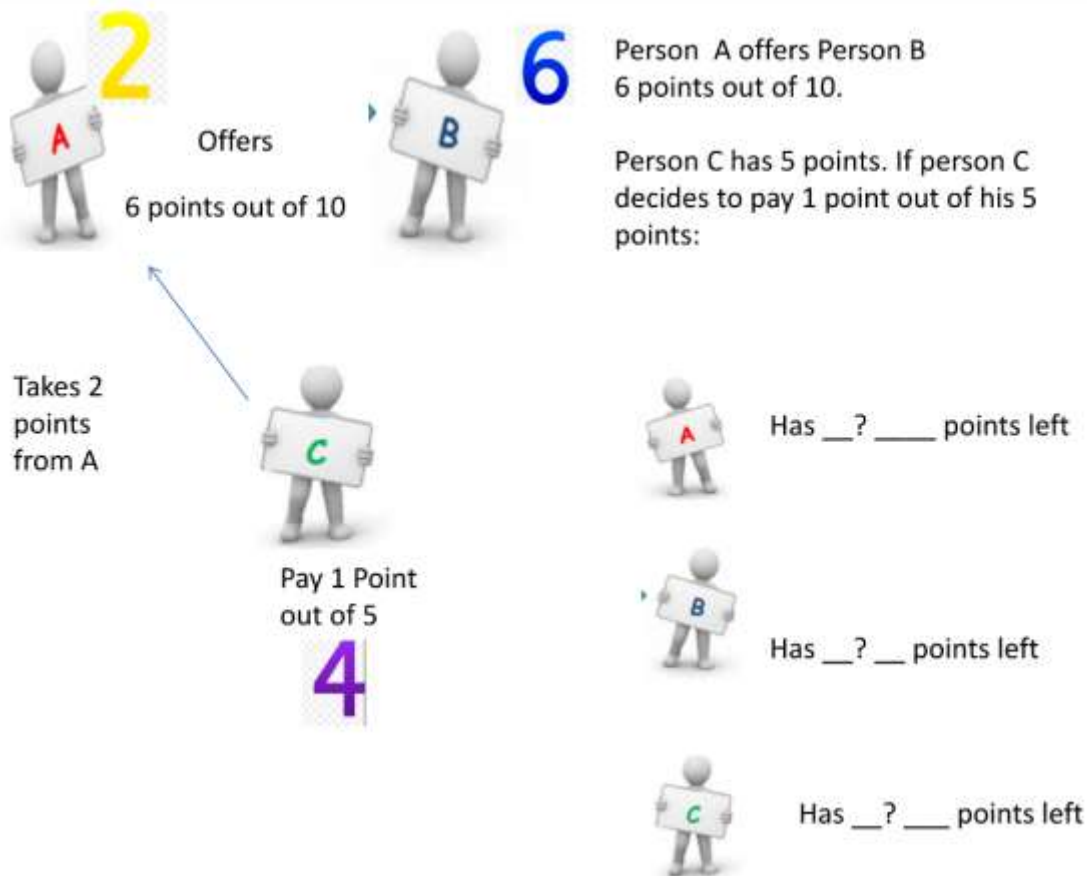 2
A
Offers
6 points out of 10
B
6
Person A offers Person B
6 points out of 10.
Person C has 5 points. If person C
decides to pay 1 point out of his 5
points:
Takes 2
points
from A
C
Pay 1 Point
out of 5
4
A
Has __? ____ points left
B
Has __? __ points left
C
Has __? ___ points left